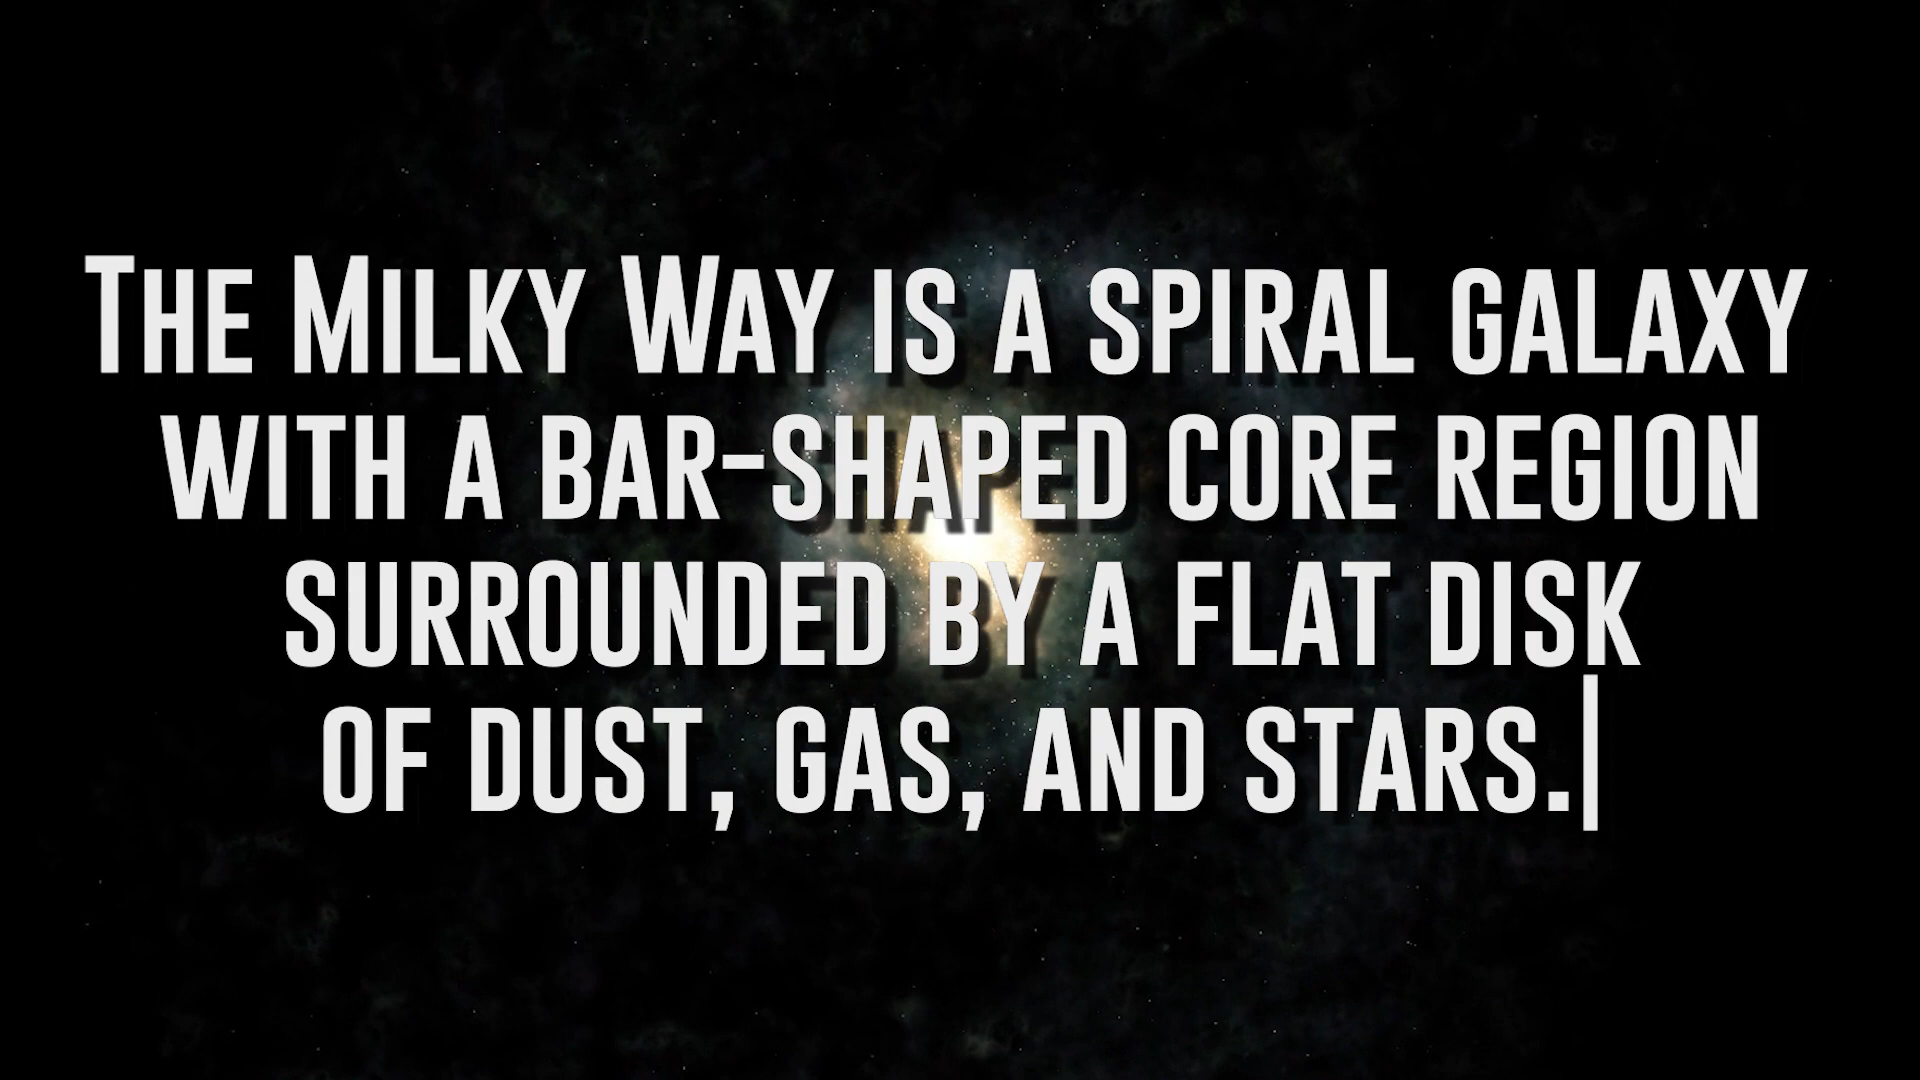 The Milky Way is a spiral galaxy
with a bar-shaped core region
surrounded by a flat disk
of dust, gas, and stars.